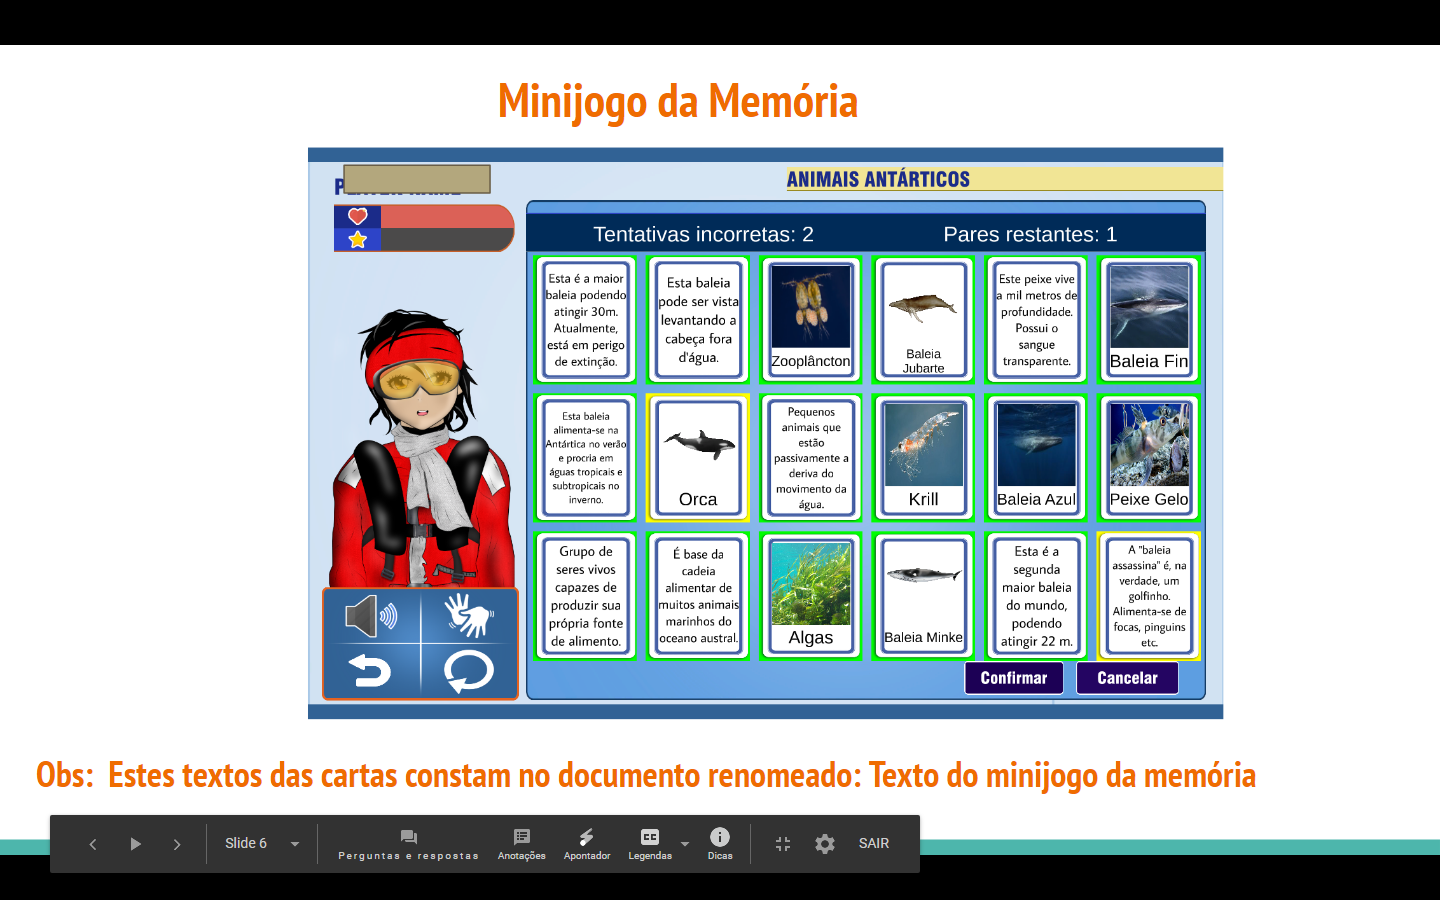 Minijogo da Memória
ANIMAIS ANTÁRTICOS
Tentativas incorretas: 2
Pares restantes: 1
Esta é a maior
baleia podendo
atingir 30m.
Atualmente,
está em perigo
de extinção.
Esta baleia
pode ser vista
levantando a
cabeça fora
d'água.
Zooplâncton
Baleia
Jubarte
Este peixe vive
a mil metros de
profundidade.
Possui o
sangue
transparente.
Baleia Fin
Esta baleia
alimenta-se na
Antártica no verão
e procria em
águas tropicais e
subtropicais no
inverno.
Orca
Pequenos
animais que
estão
passivamente a
deriva do
movimento da
água.
Krill
Baleia Azul
Peixe Gelo
Grupo de
seres vivos
capazes de
produzir sua
própria fonte
de alimento.
É base da
cadeia
alimentar de
muitos animais
marinhos do
oceano austral.
Algas
Baleia Minke
Esta é a
segunda
maior baleia
do mundo,
podendo
atingir 22 m.
A "baleia
assassina" é, na
verdade, um
golfinho.
Alimenta-se de
focas, pinguins
etc.
Confirmar
Cancelar
Obs: Estes textos das cartas constam no documento renomeado: Texto do minijogo da memória
Slide 6
Perguntas e respostas
Anotações
Apontador
CC
Legendas
Dicas
SAIR